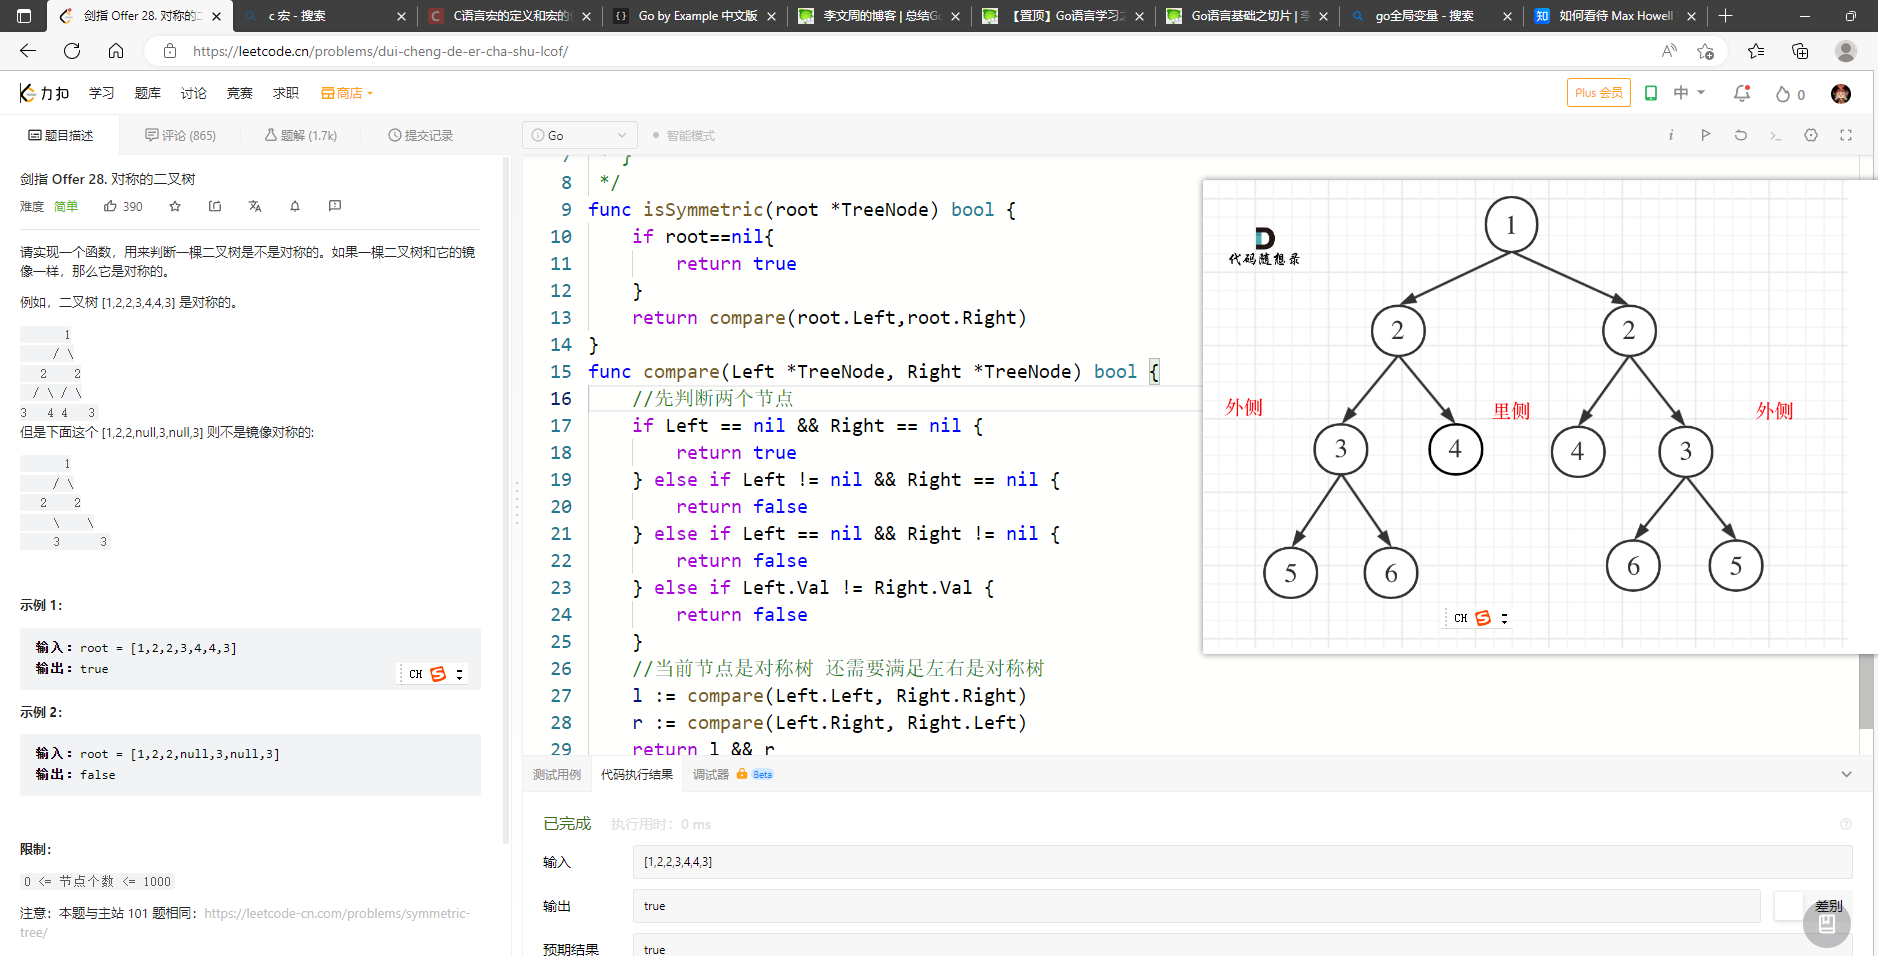 剑指 Offer 28. 对称的二
c 宏 - 搜索
C语言宏的定义和宏的
Go by Example 中文版
李文周的博客 | 总结Go
【置顶】Go语言学习
Go语言基础之切片 |
go全局变量 - 搜索
如何看待 Max Howell
https://leetcode.cn/problems/dui-cheng-de-er-cha-shu-lcof/
力扣 学习 题库 讨论 竞赛 求职 商店
Plus 会员 中 0
题目描述 评论 (865) 题解 (1.7k) 提交记录
Go 智能模式
剑指 Offer 28. 对称的二叉树
难度 简单 390
请实现一个函数，用来判断一棵二叉树是不是对称的。如果一棵二叉树和它的镜
像一样，那么它是对称的。
例如，二叉树 [1,2,2,3,4,4,3] 是对称的。
1
/ \
2 2
/ \ / \
3 4 4 3
但是下面这个 [1,2,2,null,3,null,3] 则不是镜像对称的:
1
/ \
2 2
\ \
3 3
示例 1：
输入：root = [1,2,2,3,4,4,3]
输出：true
CH
示例 2：
输入：root = [1,2,2,null,3,null,3]
输出：false
限制：
0 <= 节点个数 <= 1000
注意：本题与主站 101 题相同：https://leetcode-cn.com/problems/symmetric-
tree/
7 * }
8 */
9 func isSymmetric(root *TreeNode) bool {
10 if root==nil{
11 return true
12 }
13 return compare(root.Left,root.Right)
14 }
15 func compare(Left *TreeNode, Right *TreeNode) bool {
16 //先判断两个节点
17 if Left == nil && Right == nil {
18 return true
19 } else if Left != nil && Right == nil {
20 return false
21 } else if Left == nil && Right != nil {
22 return false
23 } else if Left.Val != Right.Val {
24 return false
25 }
26 //当前节点是对称树 还需要满足左右是对称树
27 l := compare(Left.Left, Right.Right)
28 r := compare(Left.Right, Right.Left)
29 return l && r
代码随想录
1
2 2
外侧 里侧 外侧
3 4 4 3
5 6 6 5
CH
测试用例 代码执行结果 调试器 Beta
已完成 执行用时：0 ms
输入 [1,2,2,3,4,4,3]
输出 true 差别
预期结果 true